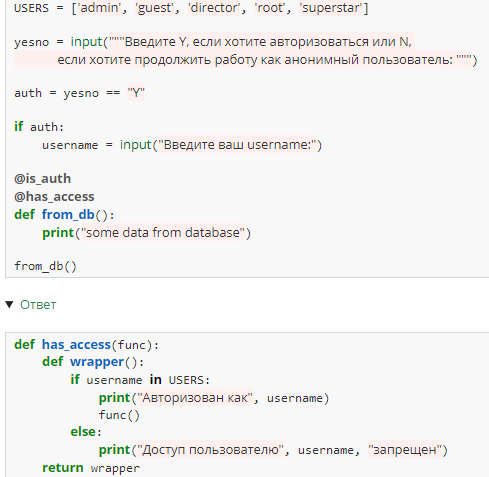 USERS = ['admin', 'guest', 'director', 'root', 'superstar']
yesno = input("""Введите Y, если хотите авторизоваться или N,
если хотите продолжить работу как анонимный пользователь: """)
auth = yesno == "Y"
if auth:
username = input("Введите ваш username:")
@is_auth
@has_access
def from_db():
print("some data from database")
from_db()
▼ Ответ
def has_access(func):
def wrapper():
if username in USERS:
print("Авторизован как", username)
func()
else:
print("Доступ пользователю", username, "запрещен")
return wrapper